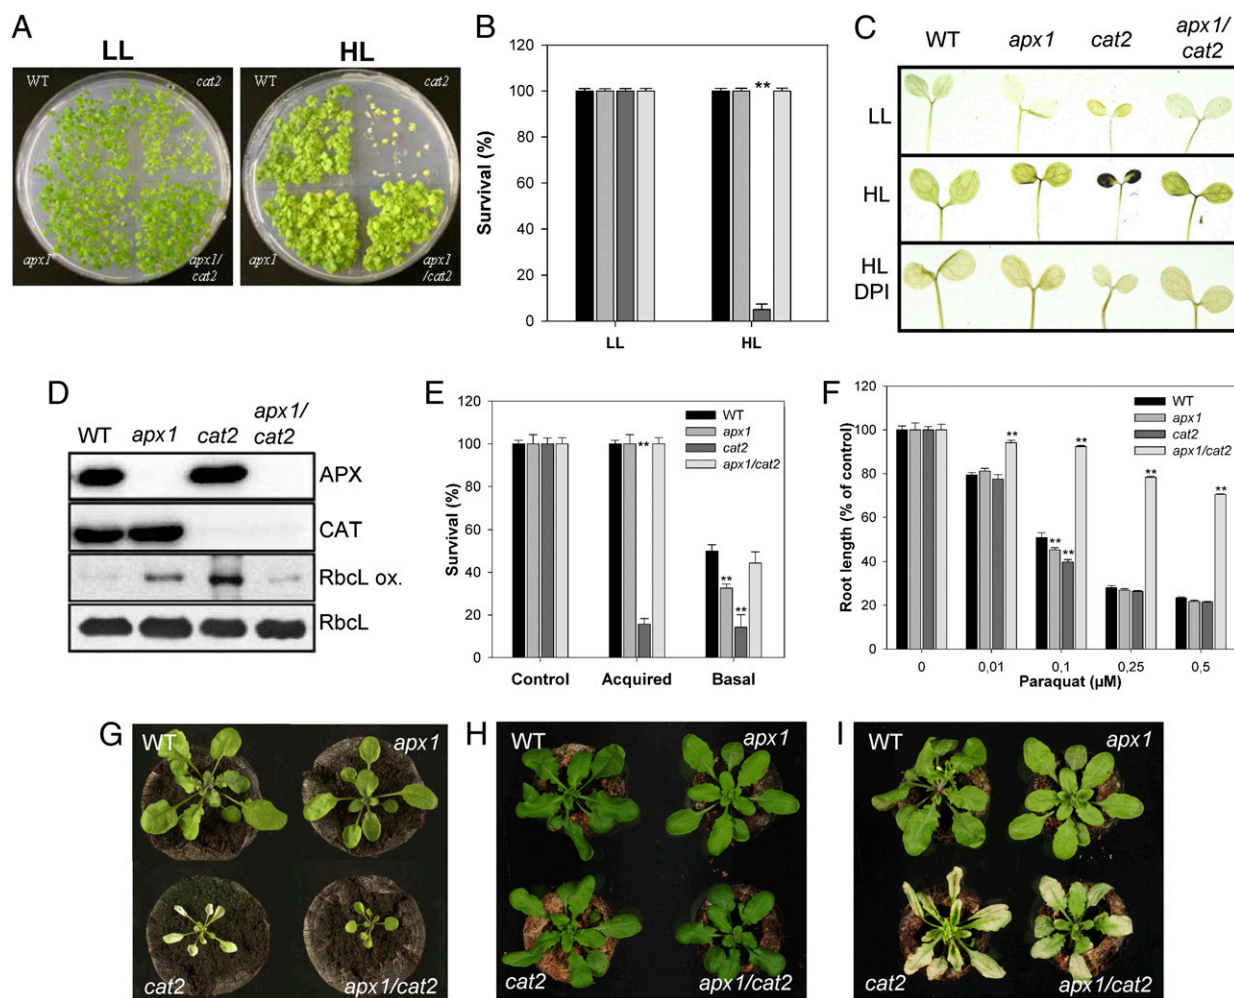 A
LL
HL
WT
cat2
apx1
apx1/
cat2
WT
cat2
apx1
apx1
/cat2
B
120
100
80
60
40
20
0
Survival (%)
**
LL
HL
C
WT
apx1
cat2
apx1/
cat2
LL
HL
HL
DPI
D
WT
apx1
cat2
apx1/
cat2
APX
CAT
RbcL ox.
RbcL
E
120
100
80
60
40
20
0
Survival (%)
WT
apx1
cat2
apx1/cat2
**
**
**
Control
Acquired
Basal
F
120
100
80
60
40
20
0
Root length (% of control)
WT
apx1
cat2
apx1/cat2
**
**
**
**
**
**
0
0,01
0,1
0,25
0,5
Paraquat (µM)
G
WT
apx1
cat2
apx1/cat2
H
WT
apx1
cat2
apx1/cat2
I
WT
apx1
cat2
apx1/cat2